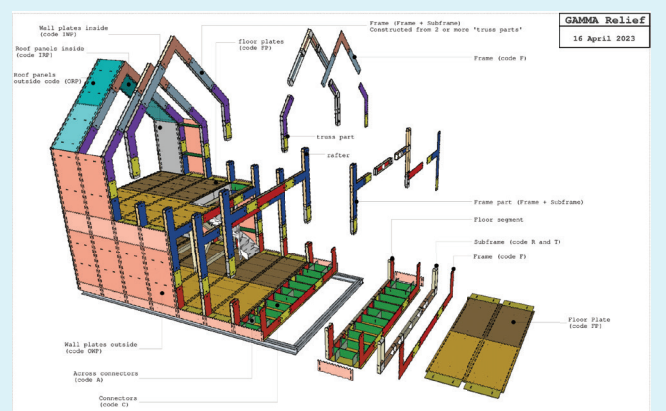 GAMMA Relief
16 April 2023
Wall plates inside
(code IWP)
Roof panels inside
(code IRP)
Roof panels
outside code (ORP)
floor plates
(code FP)
Frame (Frame + Subframe)
Constructed from 2 or more 'truss parts'
Frame (code F)
truss part
rafter
Frame part (Frame + Subframe)
Floor segment
Subframe (code R and T)
Frame (code F)
Floor Plate
(code FP)
Wall plates outside
(code OWP)
Across connectors
(code A)
Connectors
(code C)